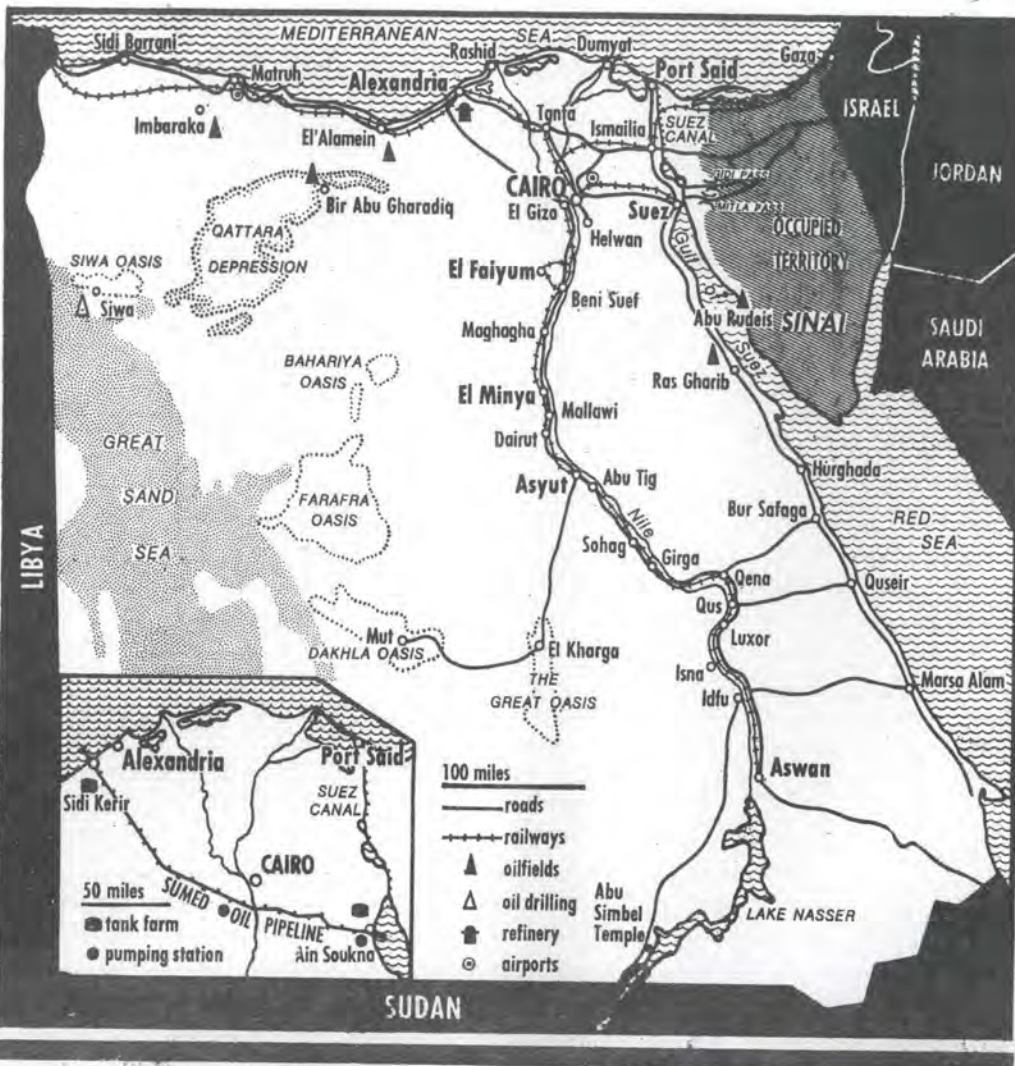 MEDITERRANEAN SEA
Sidi Barrani
Rashid
Dumyat
Gaza
Matruh
Alexandria
Port Said
ISRAEL
Imbaraka
El'Alamein
Tanta
Ismailia
SUEZ
CANAL
JORDAN
Bir Abu Gharadiq
CAIRO
GIDI PASS
MITLA PASS
El Giza
Suez
QATTARA
DEPRESSION
Helwan
OCCUPIED
TERRITORY
SIWA OASIS
Siwa
El Faiyum
Gulf
Beni Suef
Abu Rudeis
SINAI
SAUDI
ARABIA
Maghagha
Suez
BAHARIYA
OASIS
Ras Gharib
El Minya
Mallawi
GREAT
SAND
SEA
Dairut
Hurghada
Asyut
Abu Tig
FARAFRA
OASIS
Nile
Bur Safaga
RED
SEA
LIBYA
Sohag
Girga
Qena
Quseir
Qus
Mut
DAKHLA OASIS
Luxor
El Kharga
Isna
THE
GREAT OASIS
Marsa Alam
Idfu
Aswan
Alexandria
Port Said
Sidi Kerir
SUEZ
CANAL
CAIRO
50 miles
SUMED OIL PIPELINE
tank farm
pumping station
Ain Soukna
100 miles
roads
railways
oilfields
oil drilling
refinery
airports
Abu
Simbel
Temple
LAKE NASSER
SUDAN